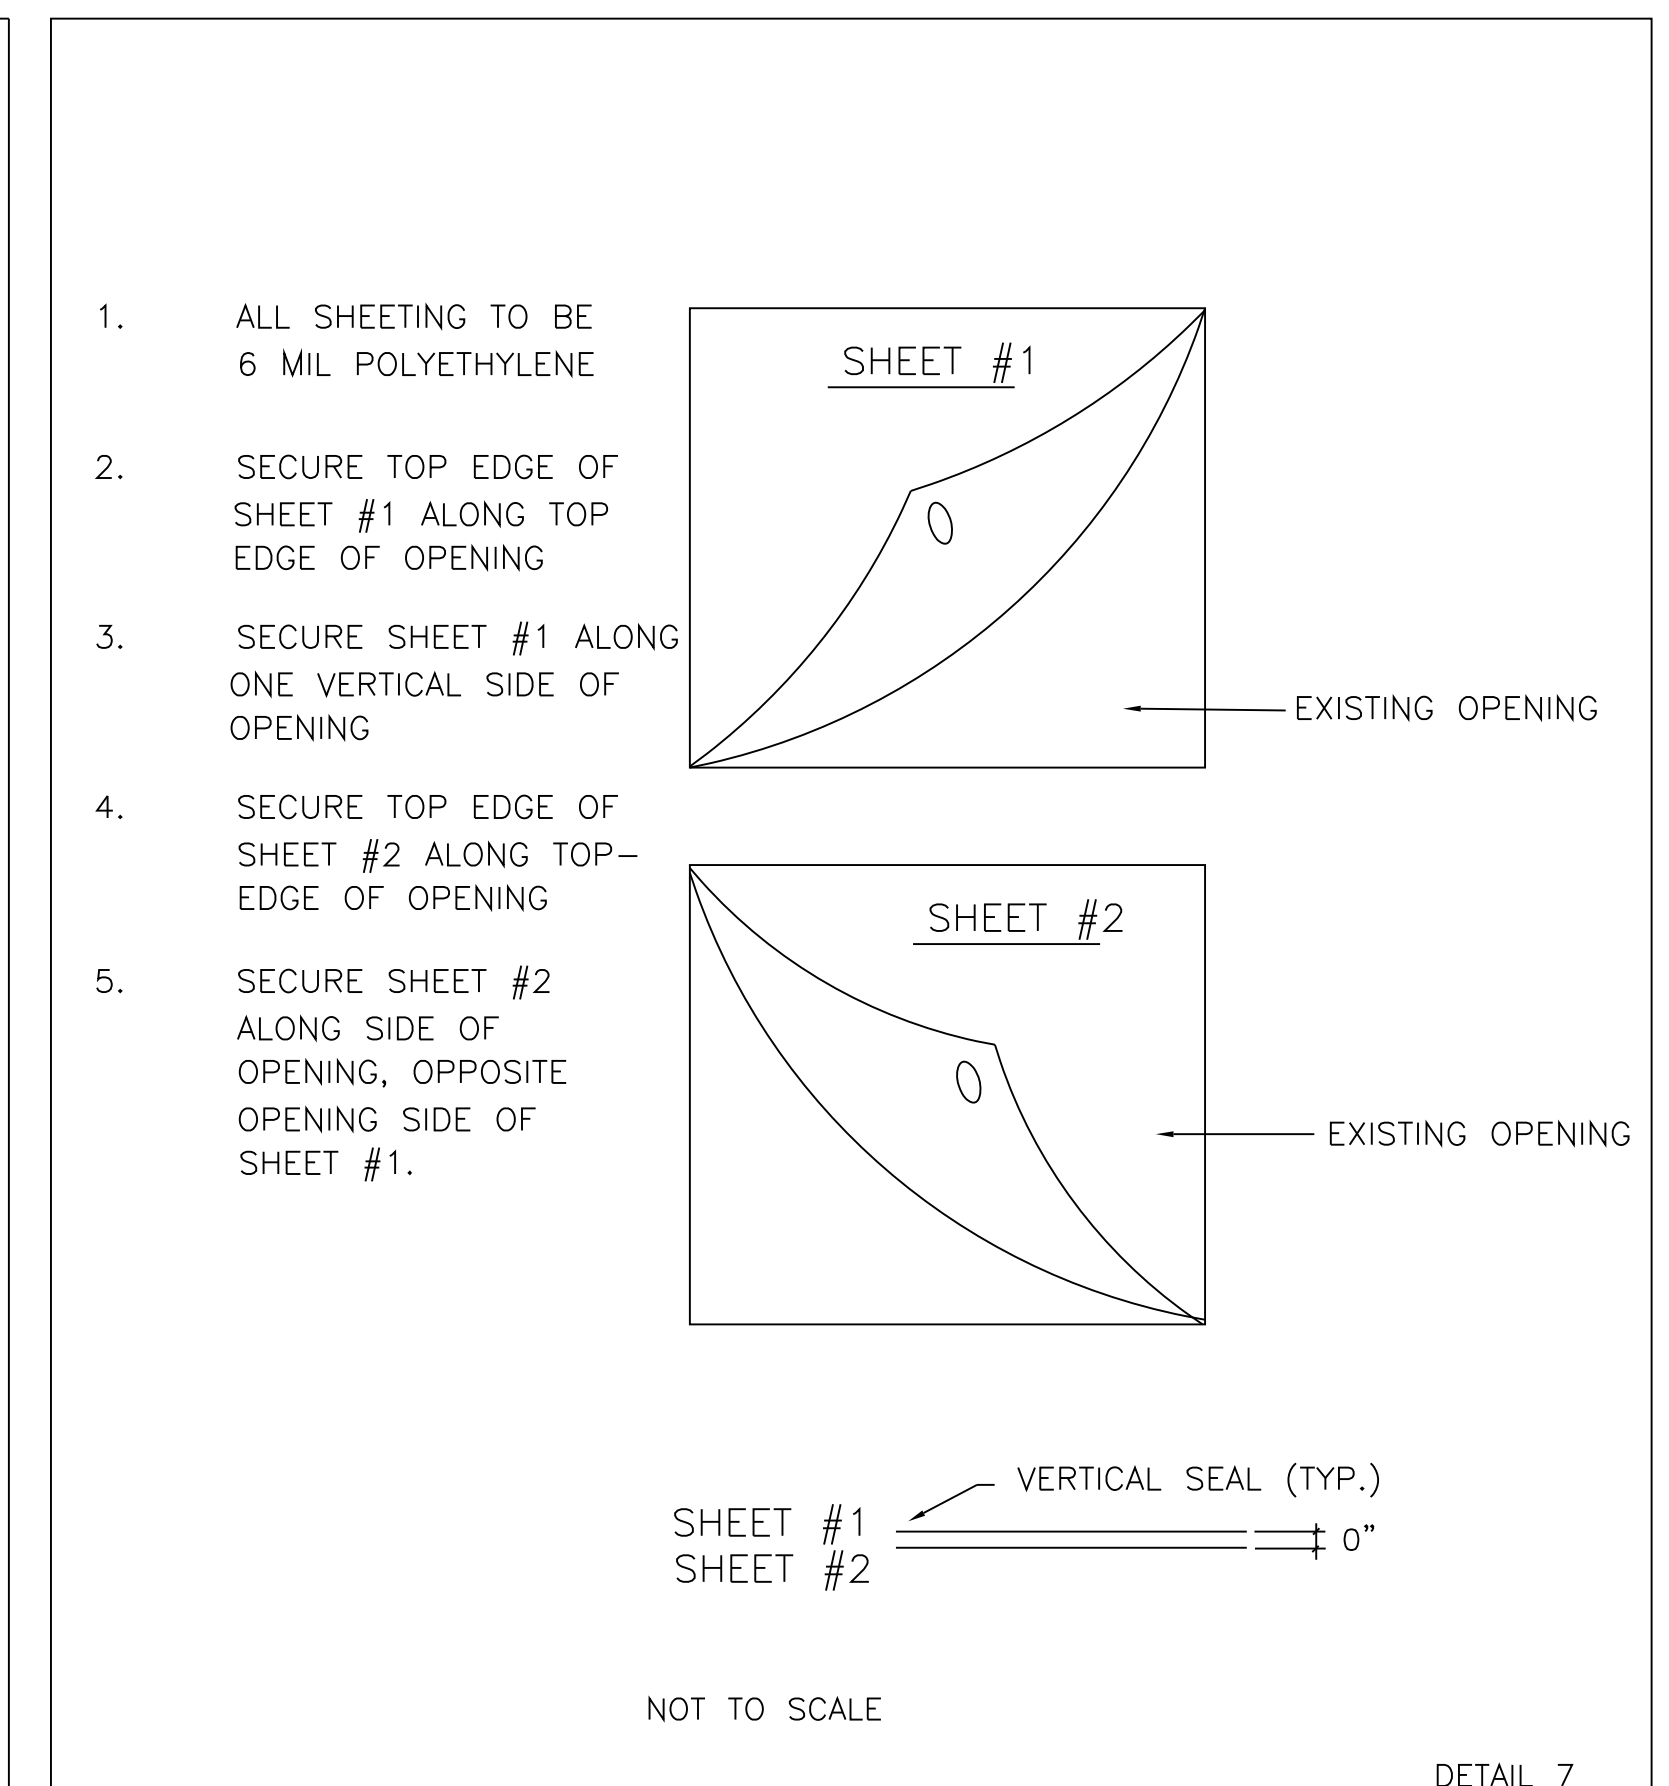 1. ALL SHEETING TO BE
6 MIL POLYETHYLENE
2. SECURE TOP EDGE OF
SHEET #1 ALONG TOP
EDGE OF OPENING
3. SECURE SHEET #1 ALONG
ONE VERTICAL SIDE OF
OPENING
4. SECURE TOP EDGE OF
SHEET #2 ALONG TOP-
EDGE OF OPENING
5. SECURE SHEET #2
ALONG SIDE OF
OPENING, OPPOSITE
OPENING SIDE OF
SHEET #1.
SHEET #1
EXISTING OPENING
SHEET #2
EXISTING OPENING
VERTICAL SEAL (TYP.)
SHEET #1
SHEET #2
0"
NOT TO SCALE
DETAIL 7